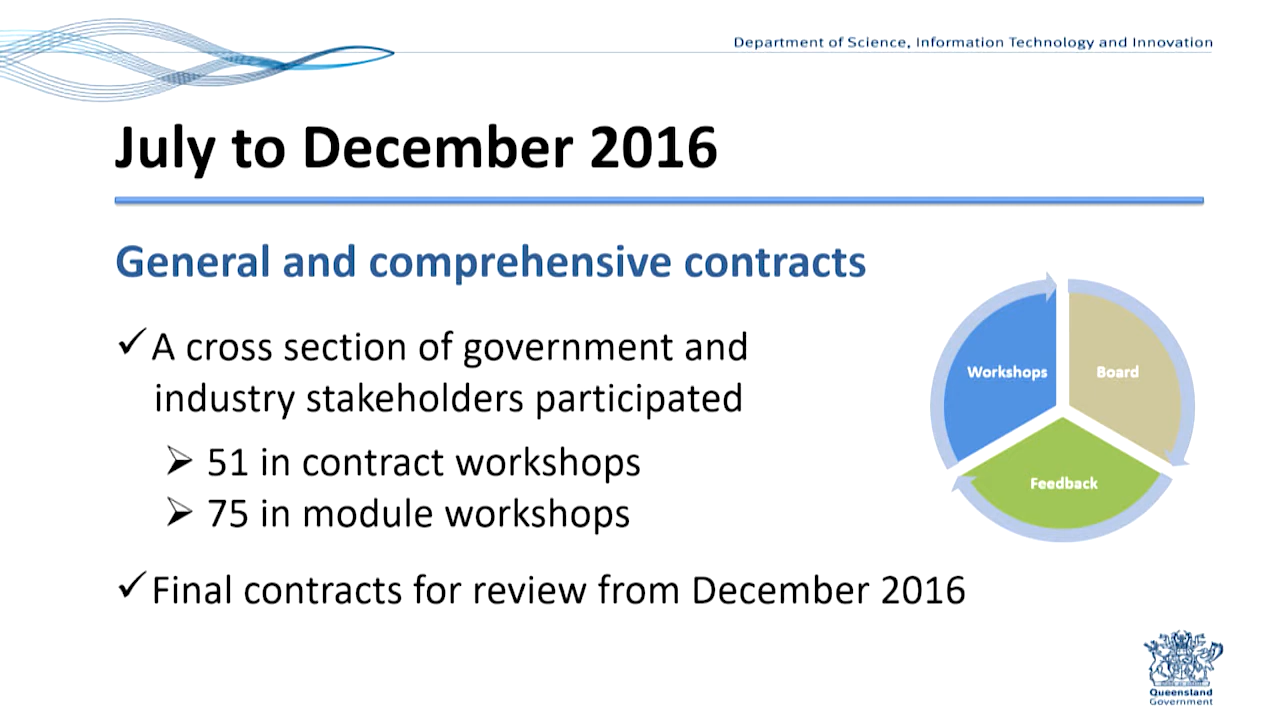 Department of Science, Information Technology and Innovation
July to December 2016
General and comprehensive contracts
✓ A cross section of government and
industry stakeholders participated
➢ 51 in contract workshops
➢ 75 in module workshops
✓ Final contracts for review from December 2016
Workshops
Board
Feedback
Queensland
Government